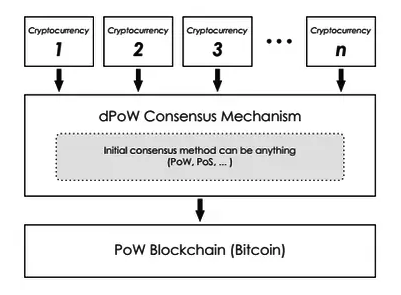 Cryptocurrency Cryptocurrency Cryptocurrency Cryptocurrency
1 2 3 ••• n
dPoW Consensus Mechanism
Initial consensus method can be anything
(PoW, PoS, ... )
PoW Blockchain (Bitcoin)